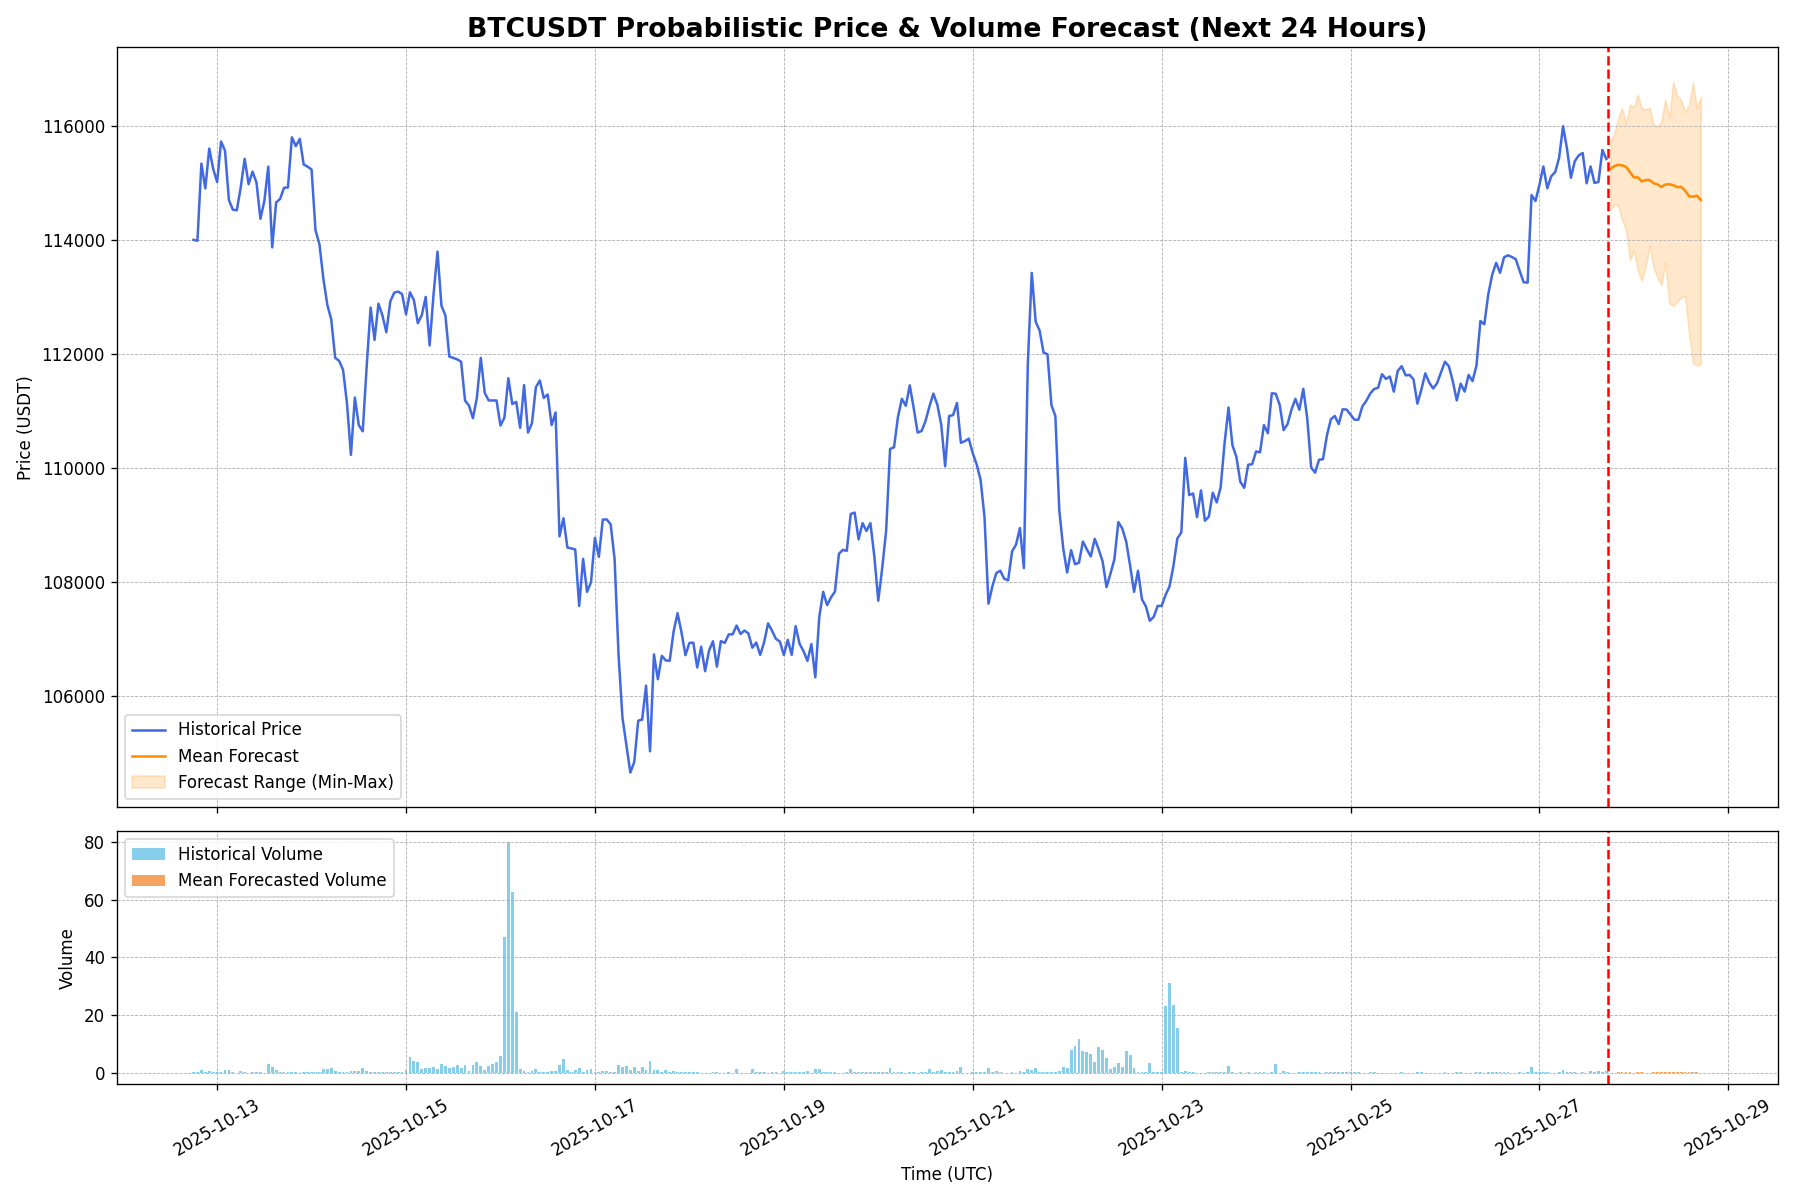 BTCUSDT Probabilistic Price & Volume Forecast (Next 24 Hours)
116000
114000
112000
110000
108000
106000
Price (USDT)
Historical Price
Mean Forecast
Forecast Range (Min-Max)
80
60
40
20
0
Volume
Historical Volume
Mean Forecasted Volume
2025-10-13
2025-10-15
2025-10-17
2025-10-19
2025-10-21
2025-10-23
2025-10-25
2025-10-27
2025-10-29
Time (UTC)